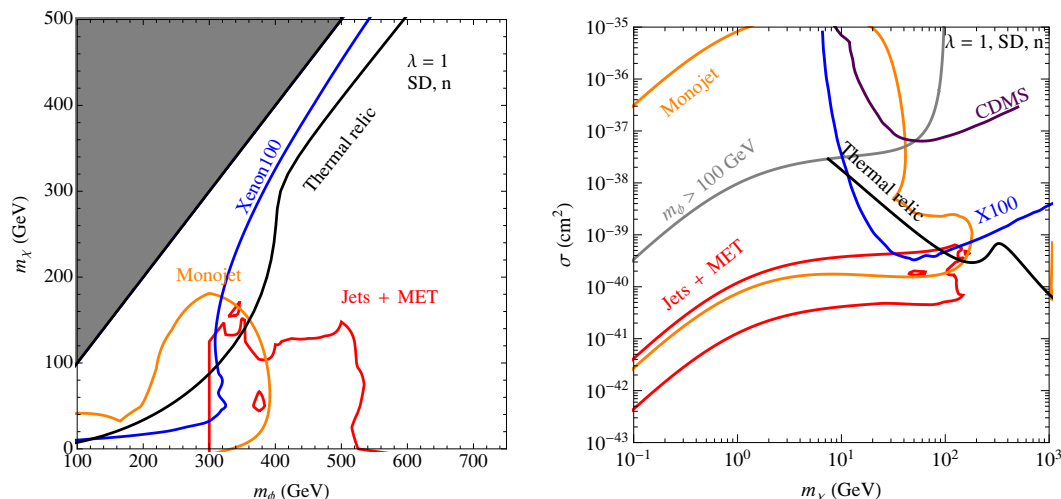 500
400
300
200
100
0
100
200
300
400
500
600
700
m_ϕ (GeV)
m_χ (GeV)
λ = 1
SD, n
Xenon100
Thermal relic
Monojet
Jets + MET
10^−35
10^−36
10^−37
10^−38
10^−39
10^−40
10^−41
10^−42
10^−43
10^−1
10^0
10^1
10^2
10^3
m_χ (GeV)
σ (cm^2)
λ = 1, SD, n
Monojet
CDMS
m_ϕ > 100 GeV
Thermal relic
X100
Jets + MET